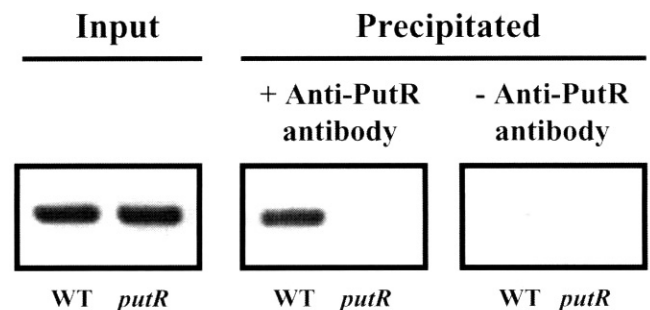 Input
Precipitated
+ Anti-PutR
antibody
- Anti-PutR
antibody
WT putR
WT putR
WT putR